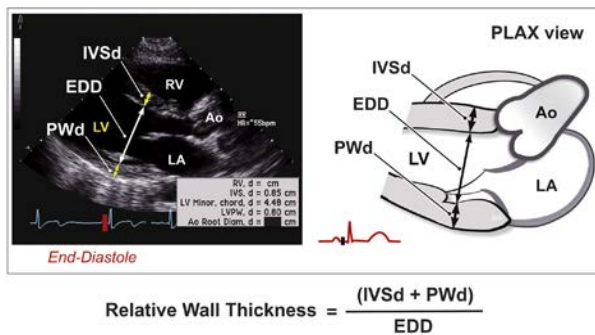 IVSd
RV
EDD
Ao
LV
HR= 55bpm
PWd
LA
RV, d = cm
IVS, d = 0.85 cm
LV Minor, chord = 4.48 cm
LVPW, d = 0.80 cm
Ao Root Diam, d = cm
End-Diastole
PLAX view
IVSd
EDD
Ao
PWd
LV
LA
Relative Wall Thickness = (IVSd + PWd)
EDD